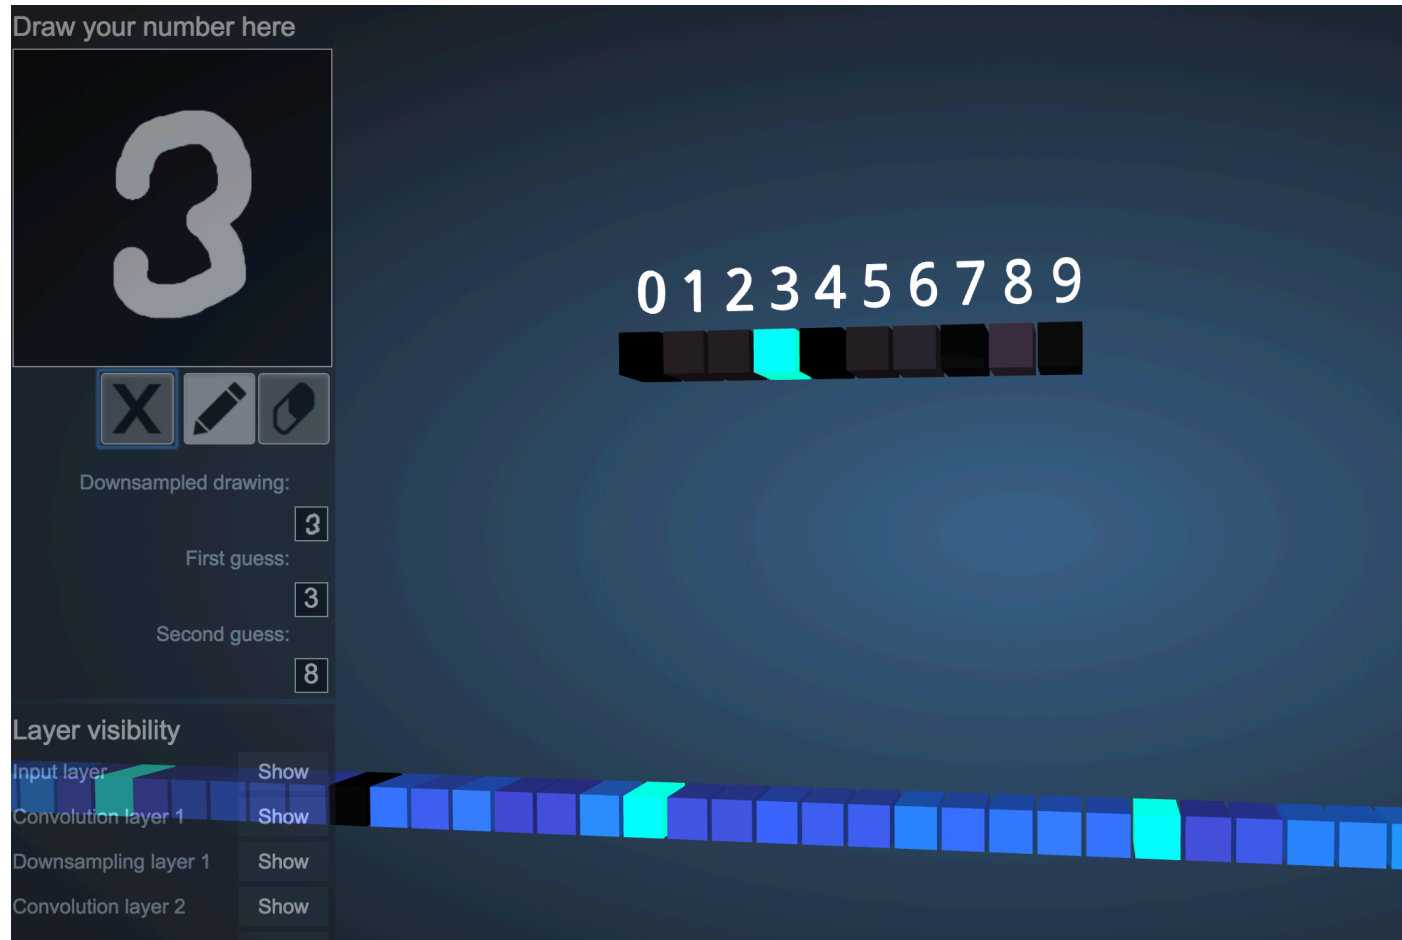 Draw your number here
3
0 1 2 3 4 5 6 7 8 9
X
Downsampled drawing:
3
First guess:
3
Second guess:
8
Layer visibility
Input layer Show
Convolution layer 1 Show
Downsampling layer 1 Show
Convolution layer 2 Show